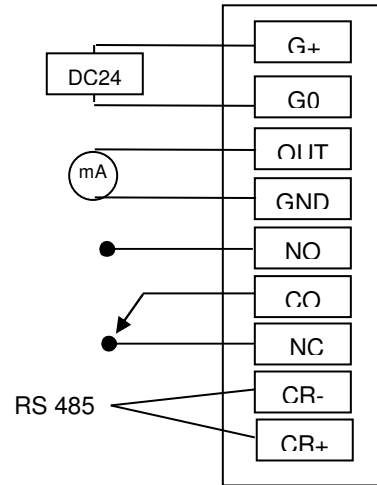 G+
DC24
G0
OUT
mA
GND
NO
CO
NC
CR-
RS 485
CR+